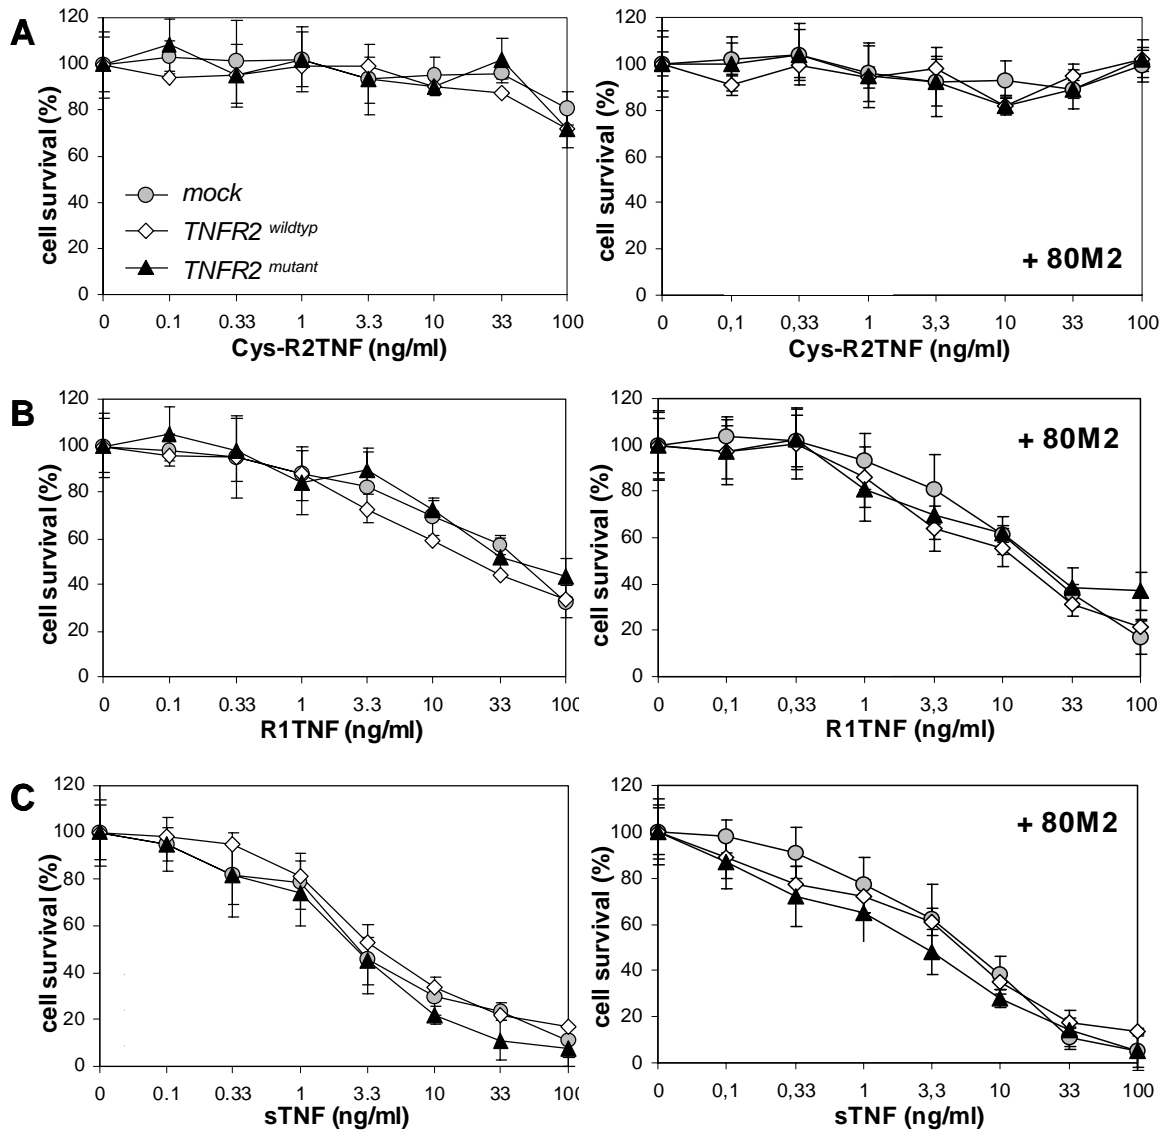 A
120
100
80
60
40
20
0
cell survival (%)
mock
TNFR2 wildtyp
TNFR2 mutant
0 0.1 0.33 1 3.3 10 33 100
Cys-R2TNF (ng/ml)
120
100
80
60
40
20
0
cell survival (%)
+ 80M2
0 0,1 0,33 1 3,3 10 33 100
Cys-R2TNF (ng/ml)
B
120
100
80
60
40
20
0
cell survival (%)
0 0.1 0.33 1 3.3 10 33 100
R1TNF (ng/ml)
120
100
80
60
40
20
0
cell survival (%)
+ 80M2
0 0,1 0,33 1 3,3 10 33 100
R1TNF (ng/ml)
C
120
100
80
60
40
20
0
cell survival (%)
0 0.1 0.33 1 3.3 10 33 100
sTNF (ng/ml)
120
100
80
60
40
20
0
cell survival (%)
+ 80M2
0 0,1 0,33 1 3,3 10 33 100
sTNF (ng/ml)